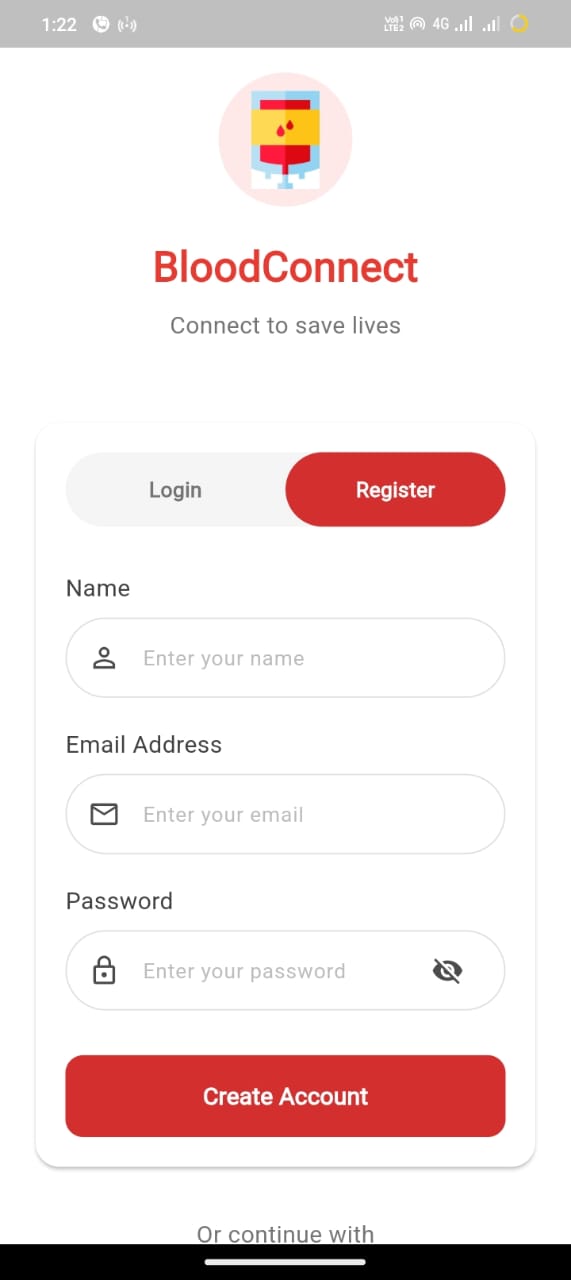 1:22
Vo) 1
LTE2
4G
BloodConnect
Connect to save lives
Login
Register
Name
Enter your name
Email Address
Enter your email
Password
Enter your password
Create Account
Or continue with